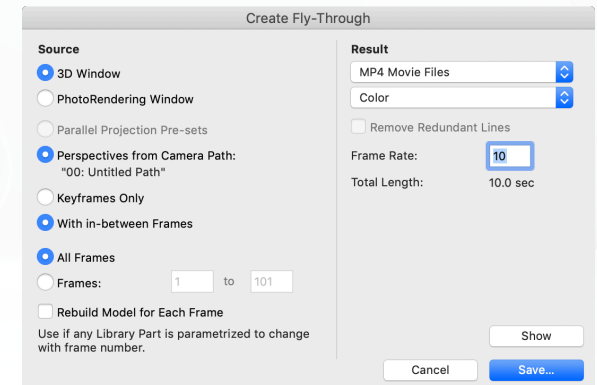 Create Fly-Through
Source
3D Window
PhotoRendering Window
Parallel Projection Pre-sets
Perspectives from Camera Path:
"00: Untitled Path"
Keyframes Only
With in-between Frames
All Frames
Frames: 1 to 101
Rebuild Model for Each Frame
Use if any Library Part is parametrized to change
with frame number.
Result
MP4 Movie Files
Color
Remove Redundant Lines
Frame Rate: 10
Total Length: 10.0 sec
Show
Cancel Save...